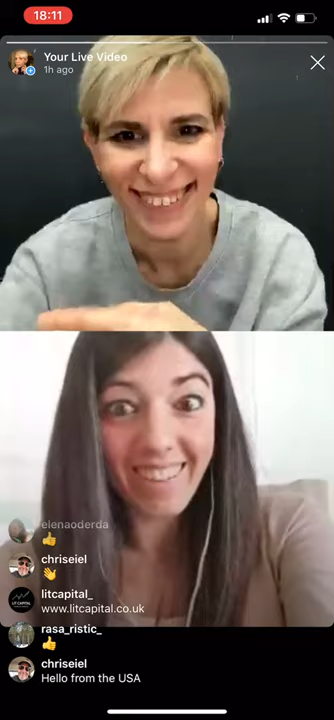 18:11
Your Live Video
1h ago
elenaoderda
👍
chriseiel
👋
litcapital_
LIT CAPITAL
www.litcapital.co.uk
rasa_ristic_
👍
chriseiel
Hello from the USA